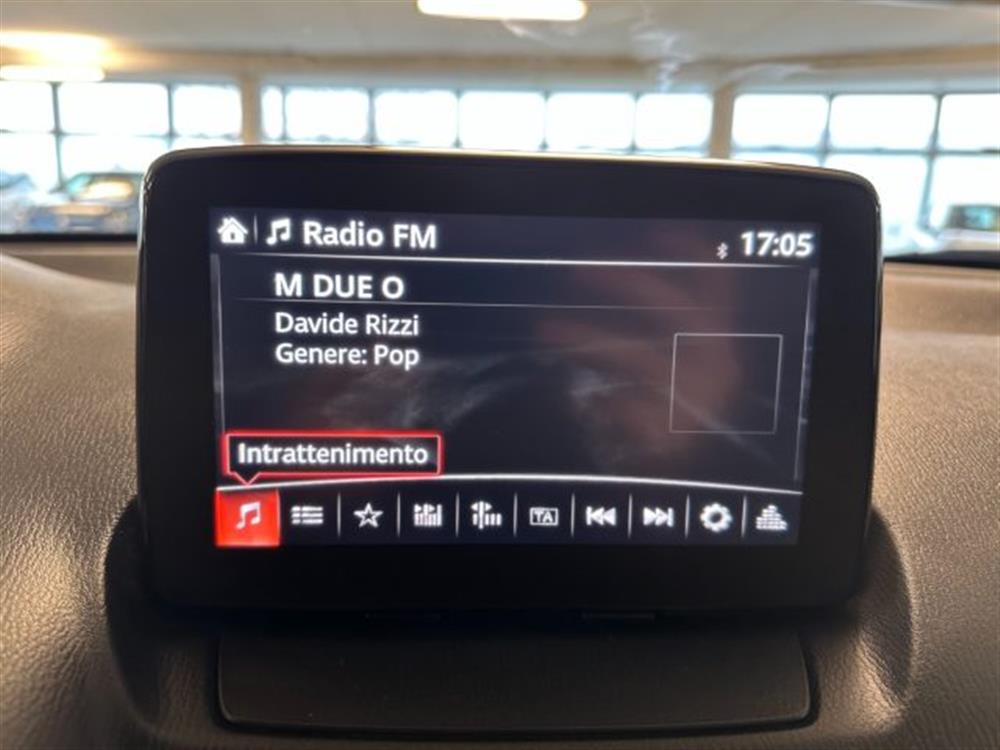 Radio FM
17:05
M DUE O
Davide Rizzi
Genere: Pop
Intrattenimento
TA